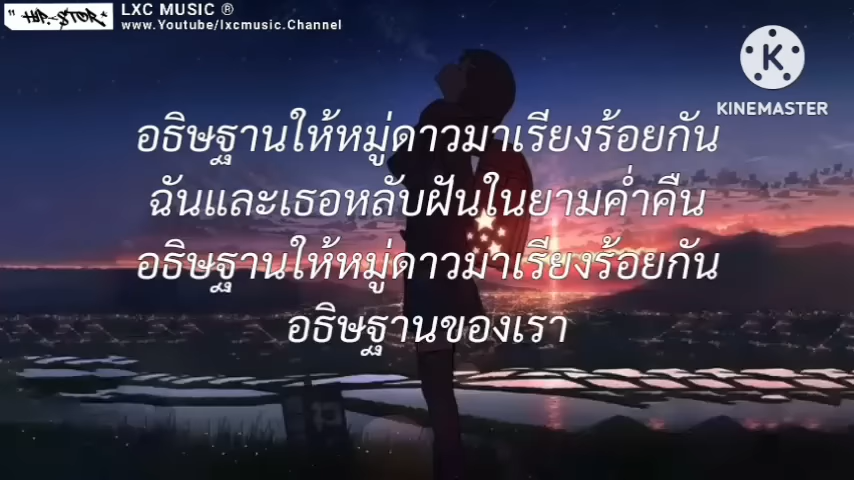 HIP-STER
LXC MUSIC ®
www.Youtube/lxcmusic.Channel
K
KINEMASTER
อธิษฐานให้หมู่ดาวมาเรียงร้อยกัน
ฉันและเธอหลับฝันในยามค่ำคืน
อธิษฐานให้หมู่ดาวมาเรียงร้อยกัน
อธิษฐานของเรา